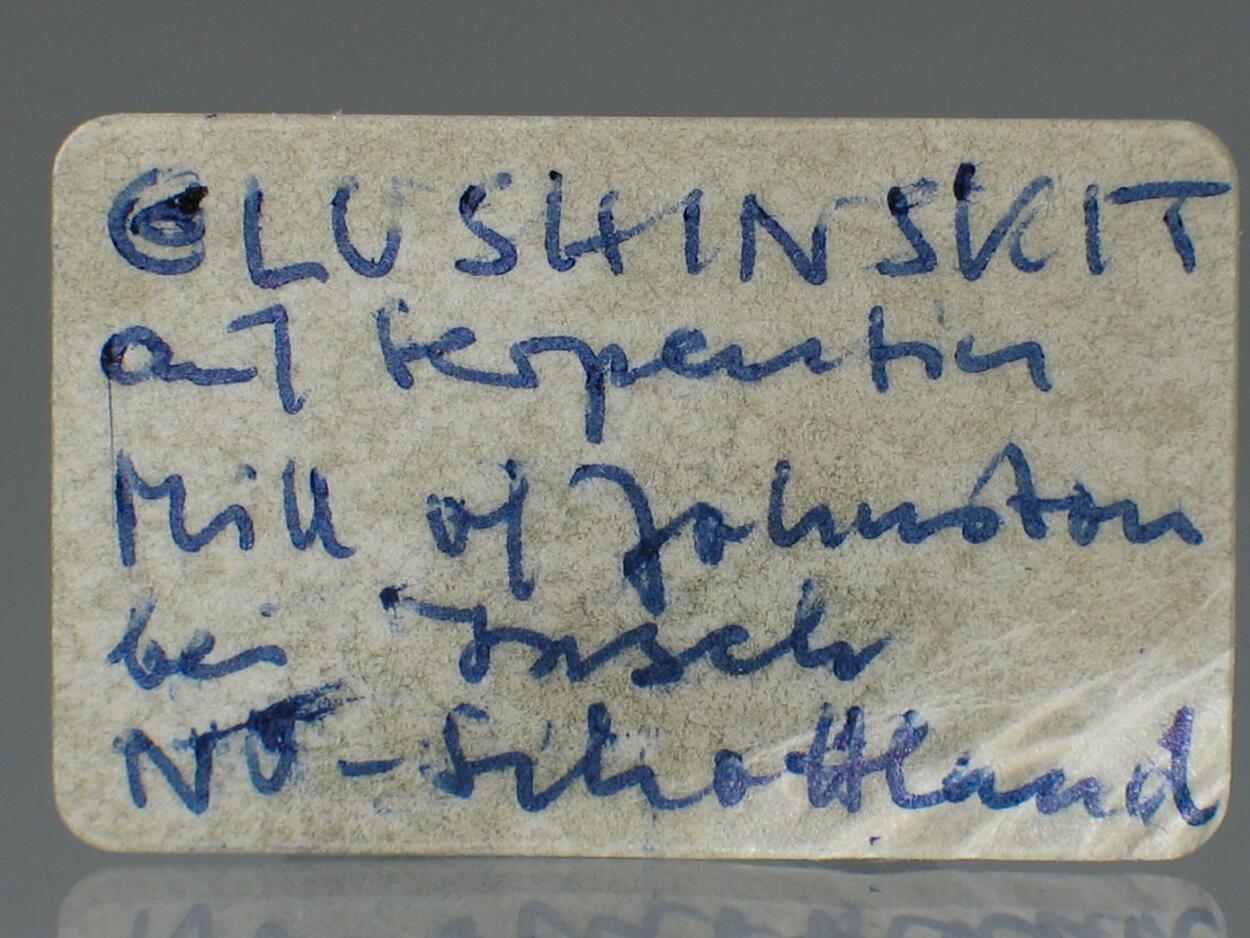 GLUSHINSKIT
auf Serpentin
Mill of Johnston
bei Insch
NO-Schottland